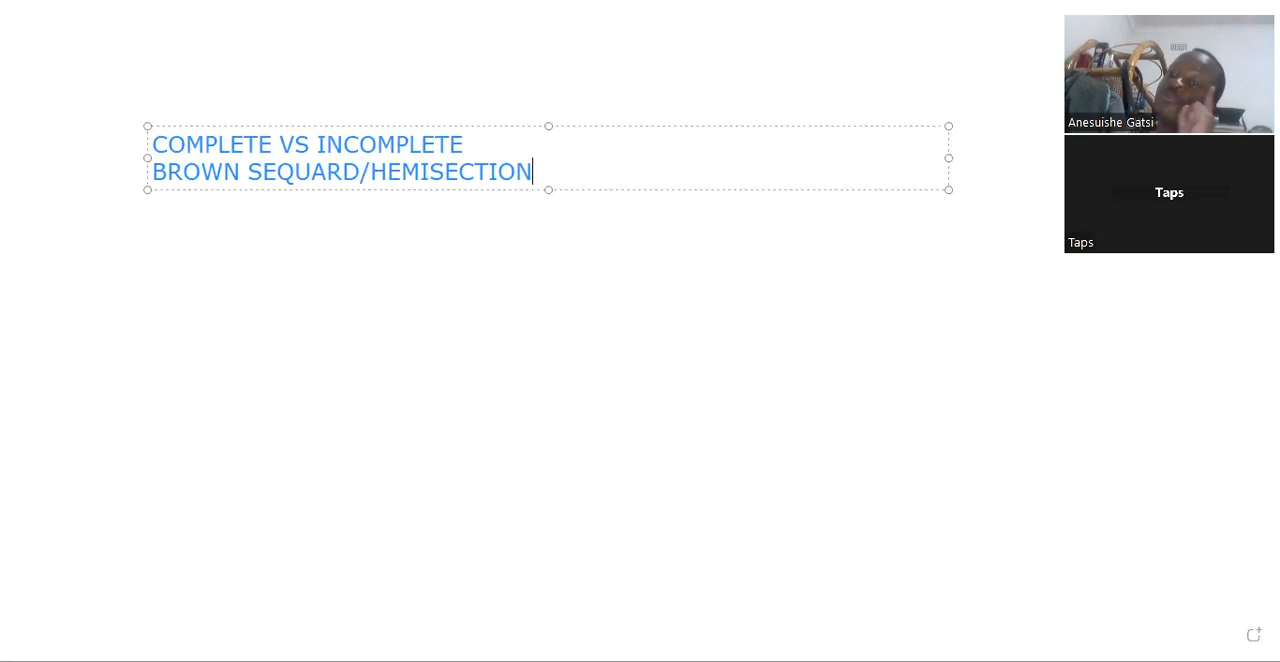 COMPLETE VS INCOMPLETE
BROWN SEQUARD/HEMISECTION
Anesuishe Gatsi
Taps
Taps